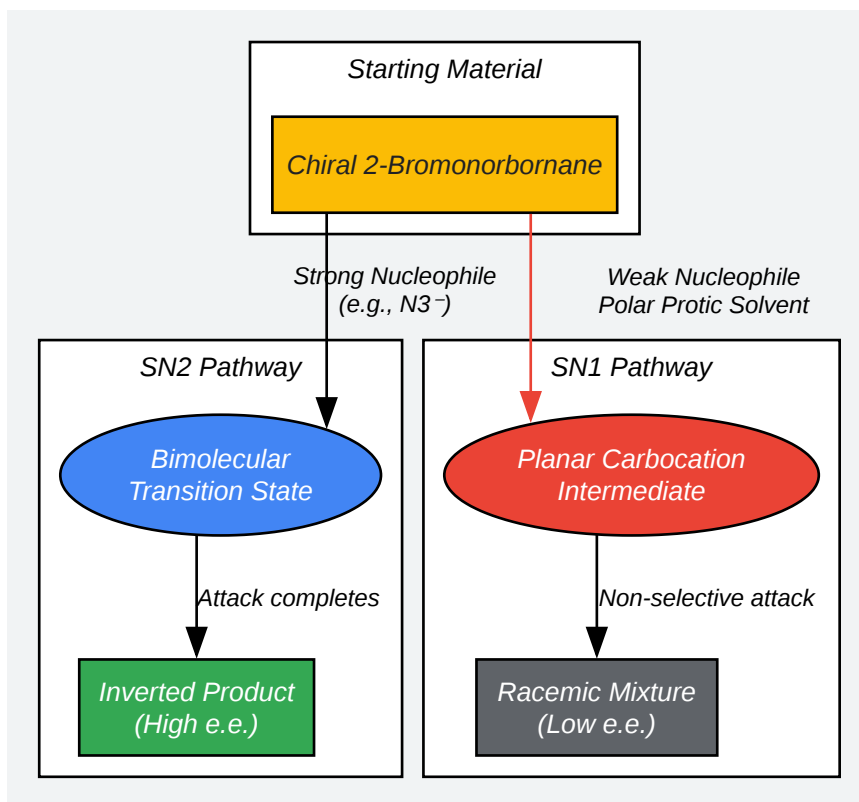 Starting Material
Chiral 2-Bromonorbornane
Strong Nucleophile
(e.g., N3⁻)
Weak Nucleophile
Polar Protic Solvent
SN2 Pathway
Bimolecular
Transition State
Attack completes
Inverted Product
(High e.e.)
SN1 Pathway
Planar Carbocation
Intermediate
Non-selective attack
Racemic Mixture
(Low e.e.)